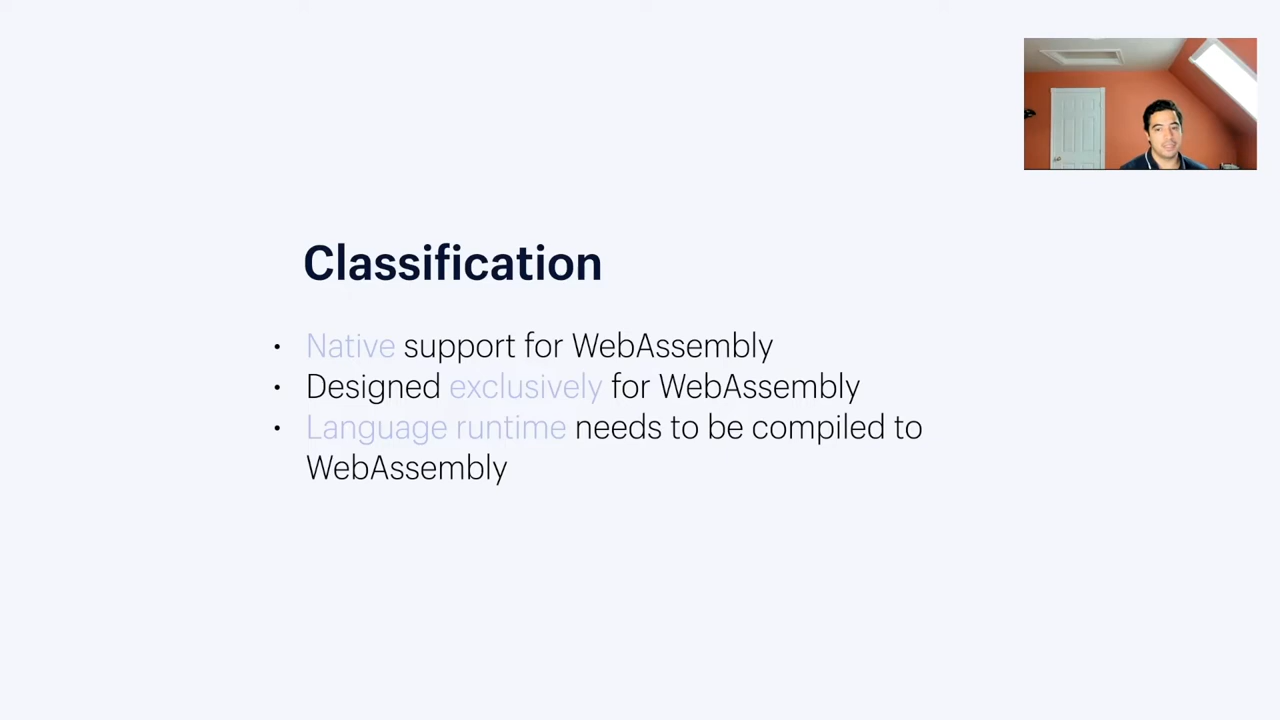 Classification
• Native support for WebAssembly
• Designed exclusively for WebAssembly
• Language runtime needs to be compiled to
WebAssembly